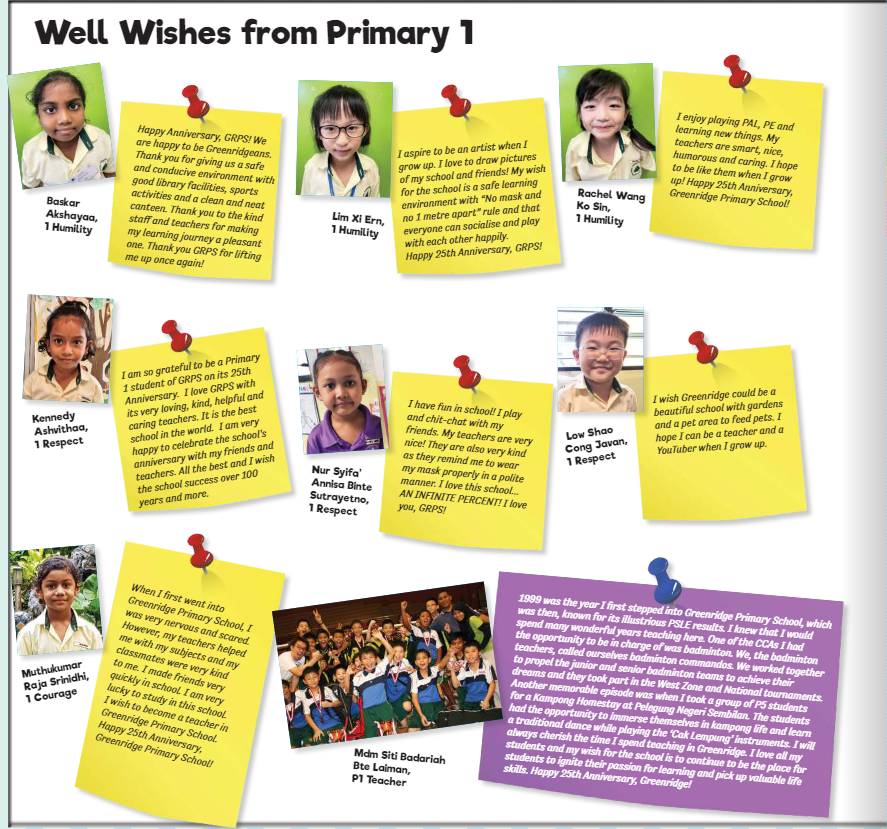 Well Wishes from Primary 1
Baskar
Akshayaa,
1 Humility
Happy Anniversary, GRPS! We
are happy to be Greenridgeans.
Thank you for giving us a safe
and conducive environment with
good library facilities, sports
activities and a clean and neat
canteen. Thank you to the kind
staff and teachers for making
my learning journey a pleasant
one. Thank you GRPS for lifting
me up once again!
Lim Xi Ern,
1 Humility
I aspire to be an artist when I
grow up. I love to draw pictures
of my school and friends! My wish
for the school is a safe learning
environment with “No mask and
no 1 metre apart” rule and that
everyone can socialise and play
with each other happily.
Happy 25th Anniversary, GRPS!
Rachel Wang
Ko Sin,
1 Humility
I enjoy playing PAL, PE and
learning new things. My
teachers are smart, nice,
humorous and caring. I hope
to be like them when I grow
up! Happy 25th Anniversary,
Greenridge Primary School!
Kennedy
Ashvithaa,
1 Respect
I am so grateful to be a Primary
1 student of GRPS on its 25th
Anniversary. I love GRPS with
its very loving, kind, helpful and
caring teachers. It is the best
school in the world. I am very
happy to celebrate the school's
anniversary with my friends and
teachers. All the best and I wish
the school success over 100
years and more.
Nur Syifa'
Annisa Binte
Sutrayetno,
1 Respect
I have fun in school! I play
and chit-chat with my
friends. My teachers are very
nice! They are also very kind
as they remind me to wear
my mask properly in a polite
manner. I love this school...
AN INFINITE PERCENT! I love
you, GRPS!
Low Shao
Cong Javan,
1 Respect
I wish Greenridge could be a
beautiful school with gardens
and a pet area to feed pets. I
hope I can be a teacher and a
YouTuber when I grow up.
Muthukumar
Raja Srinidhi,
1 Courage
When I first went into
Greenridge Primary School, I
was very nervous and scared.
However, my teachers helped
me with my subjects and my
classmates were very kind
to me. I made friends very
quickly in school. I am very
lucky to study in this school.
I wish to become a teacher in
Greenridge Primary School.
Happy 25th Anniversary,
Greenridge Primary School!
Mdm Siti Badariah
Bte Laiman,
P1 Teacher
1999 was the year I first stepped into Greenridge Primary School, which
was then, known for its illustrious PSLE results. I knew that I would
spend many wonderful years teaching here. One of the CCAs I had
the opportunity to be in charge of was badminton. We, the badminton
teachers, called ourselves badminton commandos. We worked together
to propel the junior and senior badminton teams to achieve their
dreams and they took part in the West Zone and National tournaments.
Another memorable episode was when I took a group of P5 students
for a Kampong Homestay at Pelegung Negeri Sembilan. The students
had the opportunity to immerse themselves in kampong life and learn
a traditional dance while playing the ‘Cak Lempung’ instruments. I will
always cherish the time I spend teaching in Greenridge. I love all my
students and my wish for the school is to continue to be the place for
students to ignite their passion for learning and pick up valuable life
skills. Happy 25th Anniversary, Greenridge!